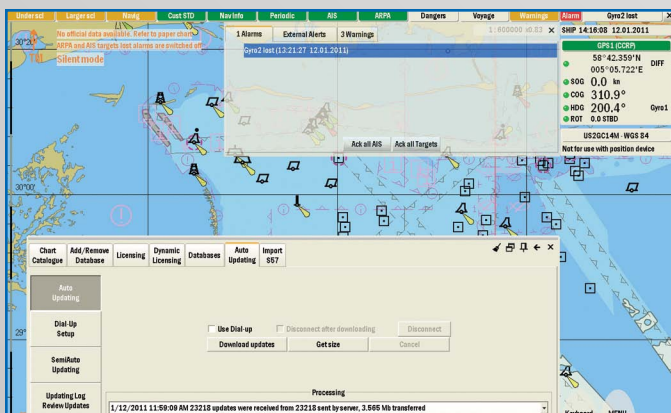 Under scl Larger scl Navig Cust STD Nav Info Periodic AIS ARPA Dangers Voyage Warnings Alarm Gyro2 lost
No official data available. Refer to paper chart
ARPA and AIS targets lost alarms are switched off
Silent mode
30°20'
TM
1 Alarms External Alerts 3 Warnings
1:800000 x0.83 ×
Gyro2 lost (13:21:27 12.01.2011)
Ack all AIS Ack all Targets
SHIP 14:16:08 12.01.2011
GPS1 (CCRP)
58°42.359'N
005°05.722'E
DIFF
SOG 0.0 kn
COG 310.9°
HDG 200.4° Gyro1
ROT 0.0 STBD
US2GC14M - WGS 84
Not for use with position device
30°00'
Chart Catalogue
Add/Remove Database
Licensing
Dynamic Licensing
Databases
Auto Updating
Import S57
Auto Updating
Dial-Up Setup
SemiAuto Updating
Updating Log Review Updates
29°
Use Dial-up Disconnect after downloading Disconnect
Download updates Get size Cancel
Processing
1/12/2011 11:59:09 AM 23218 updates were received from 23218 sent by server, 3.565 Mb transferred
Keyboard MENU